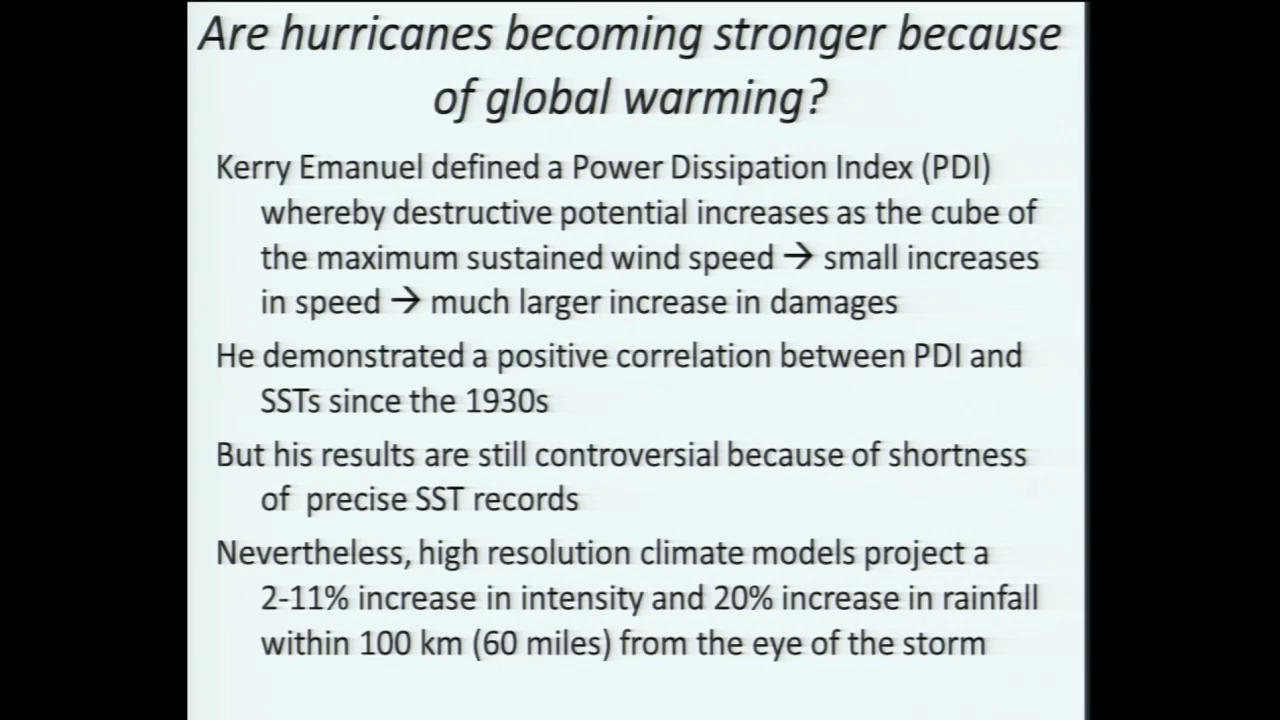 Are hurricanes becoming stronger because
of global warming?
Kerry Emanuel defined a Power Dissipation Index (PDI)
whereby destructive potential increases as the cube of
the maximum sustained wind speed → small increases
in speed → much larger increase in damages
He demonstrated a positive correlation between PDI and
SSTs since the 1930s
But his results are still controversial because of shortness
of precise SST records
Nevertheless, high resolution climate models project a
2-11% increase in intensity and 20% increase in rainfall
within 100 km (60 miles) from the eye of the storm